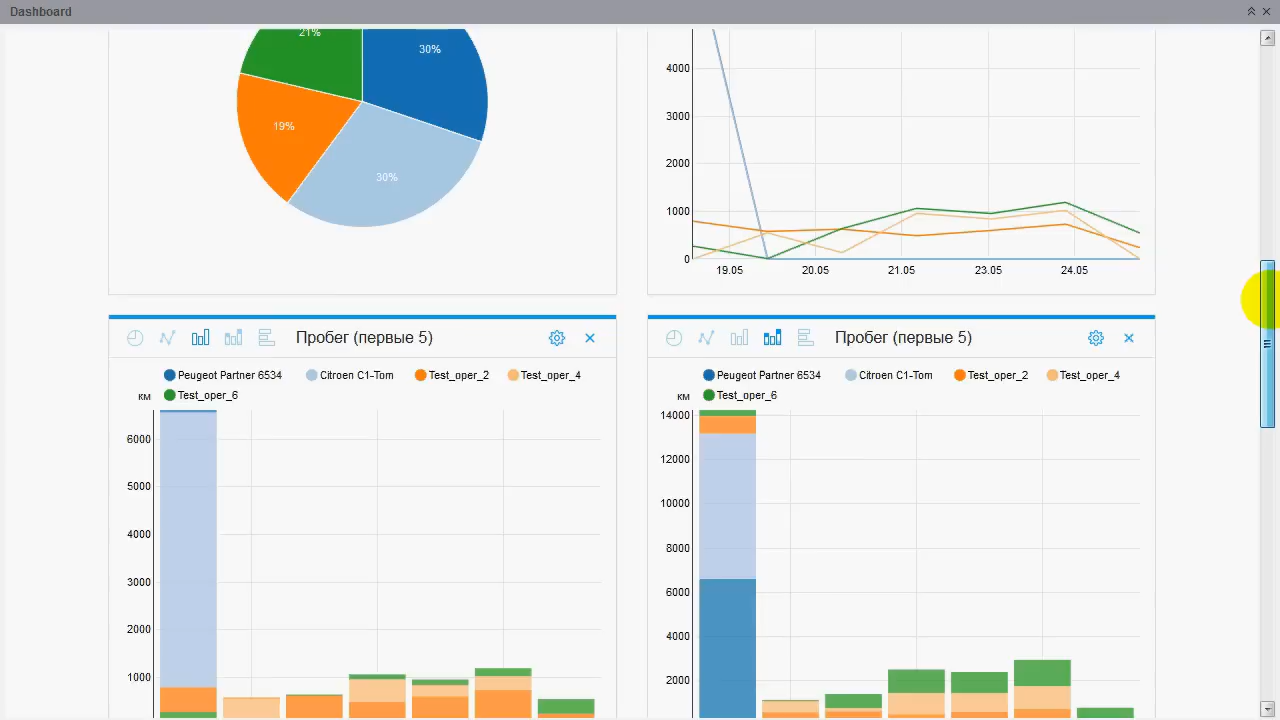 Dashboard
21%
30%
19%
30%
4000
3000
2000
1000
0
19.05 20.05 21.05 23.05 24.05
Пробег (первые 5)
Peugeot Partner 6534 Citroen C1-Tom Test_oper_2 Test_oper_4
км Test_oper_6
6000
5000
4000
3000
2000
1000
Пробег (первые 5)
Peugeot Partner 6534 Citroen C1-Tom Test_oper_2 Test_oper_4
км Test_oper_6
14000
12000
10000
8000
6000
4000
2000